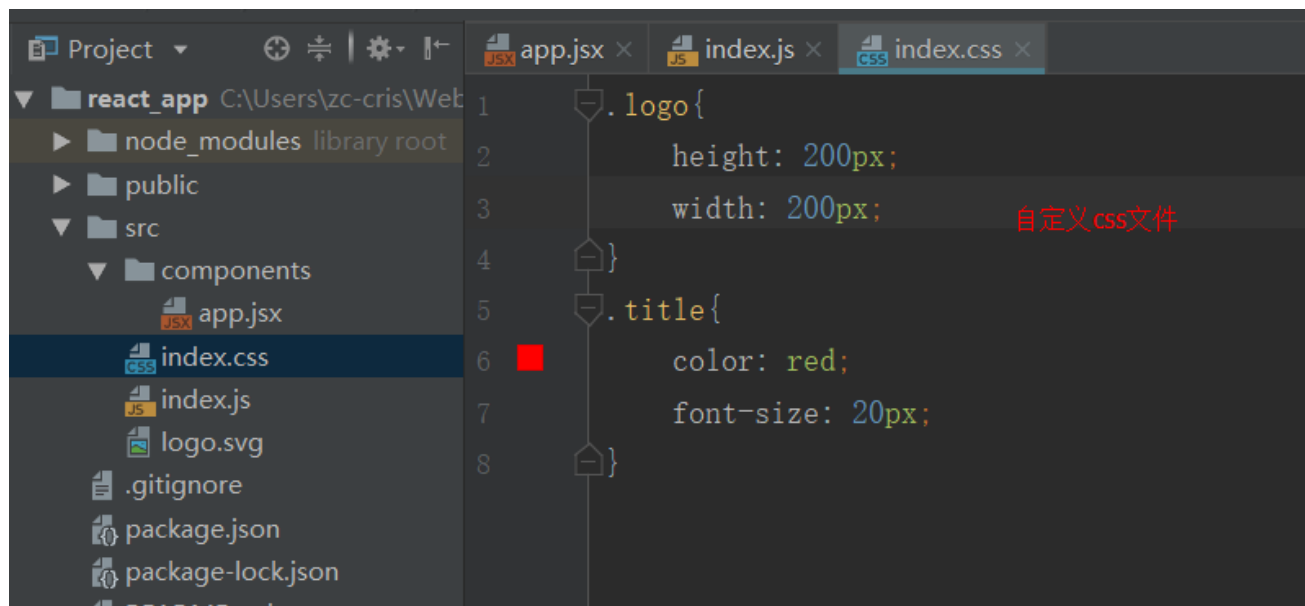 Project
react_app C:\Users\zc-cris\Web
node_modules library root
public
src
components
app.jsx
index.css
index.js
logo.svg
.gitignore
package.json
package-lock.json
app.jsx index.js index.css
1 .logo{
2 height: 200px;
3 width: 200px;
自定义css文件
4 }
5 .title{
6 color: red;
7 font-size: 20px;
8 }